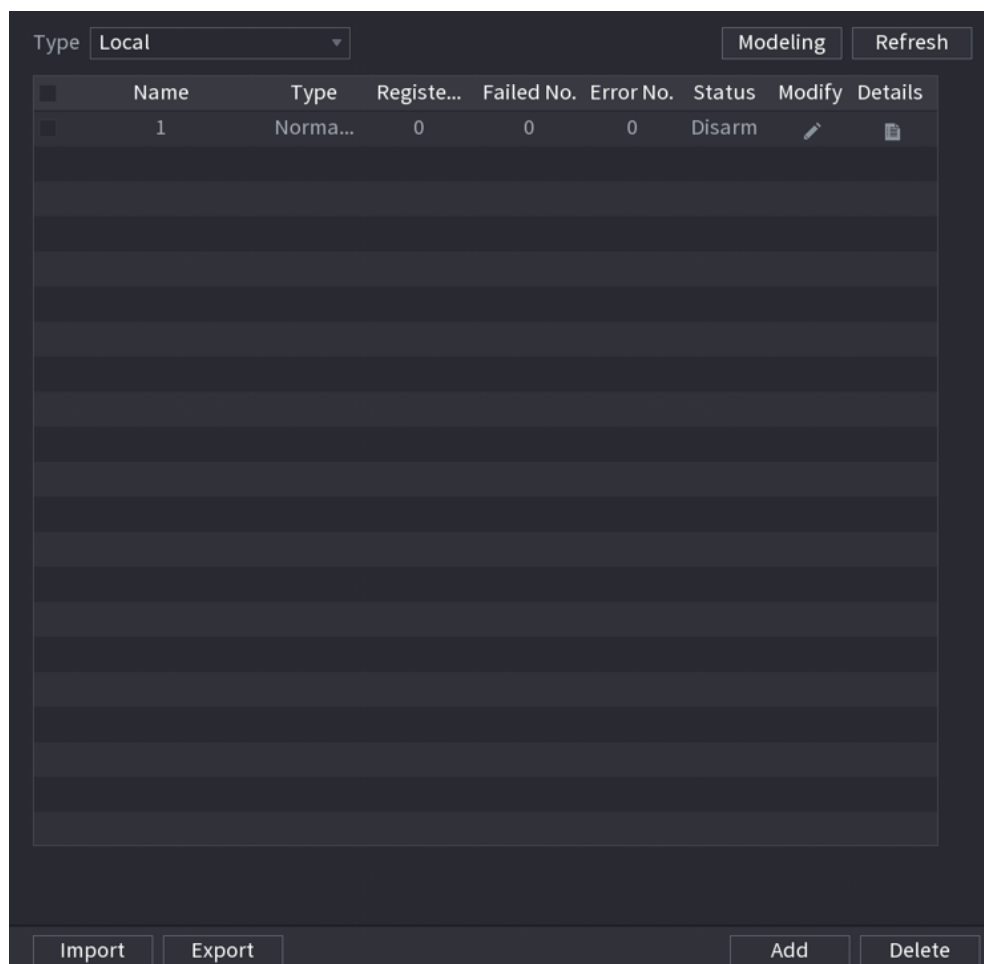 Type Local Modeling Refresh
Name Type Registe... Failed No. Error No. Status Modify Details
1 Norma... 0 0 0 Disarm
Import Export Add Delete